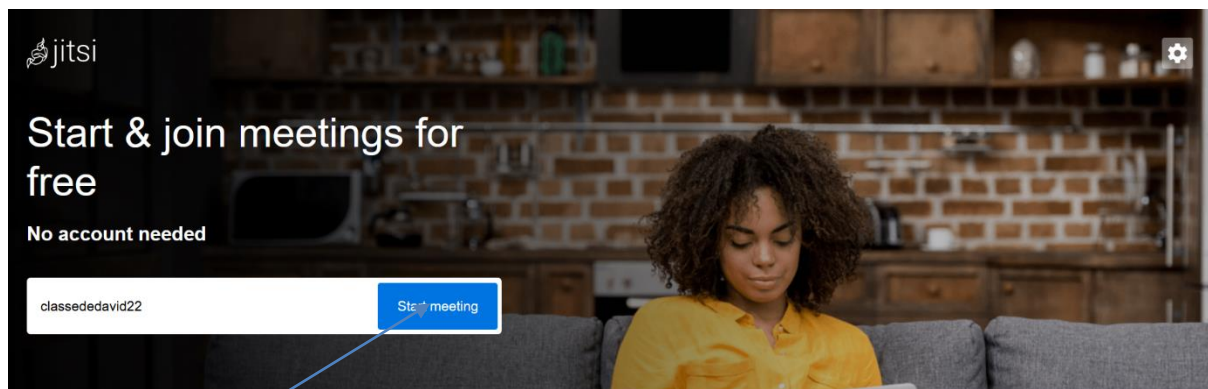 jitsi
Start & join meetings for
free
No account needed
classededavid22
Start meeting